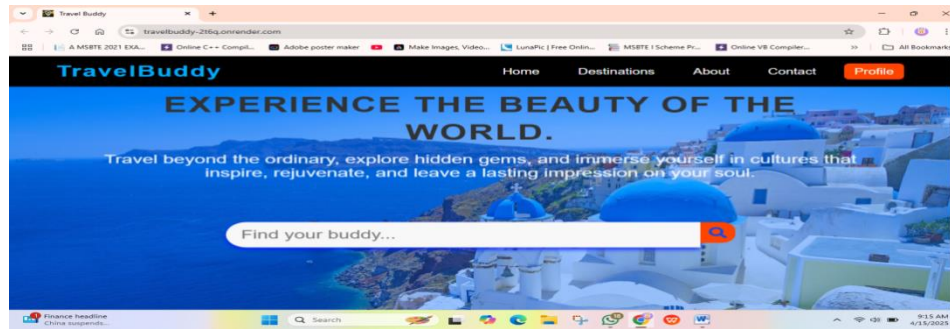 Travel Buddy
travelbuddy-2tt6q.onrender.com
A MSBTE 2021 EXA...
Online C++ Compil...
Adobe poster maker
Make Images, Video...
LunaPic | Free Onlin...
MSBTE I Scheme Pr...
Online VB Compiler...
All Bookmarks
TravelBuddy
Home Destinations About Contact Profile
EXPERIENCE THE BEAUTY OF THE
WORLD.
Travel beyond the ordinary, explore hidden gems, and immerse yourself in cultures that
inspire, rejuvenate, and leave a lasting impression on your soul.
Find your buddy...
Finance headline
China suspends...
Search
9:15 AM
4/15/2025